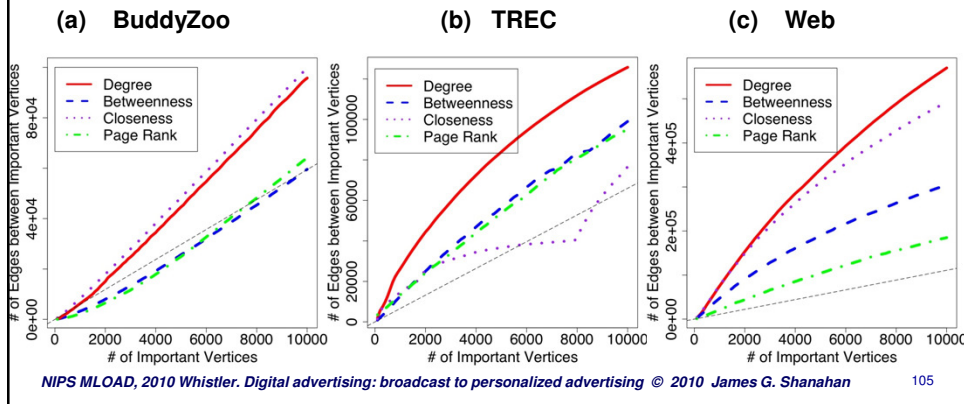 (a) BuddyZoo
(b) TREC
(c) Web
# of Edges between Important Vertices
0e+00
4e+04
8e+04
Degree
Betweenness
Closeness
Page Rank
0 2000 4000 6000 8000 10000
# of Important Vertices
# of Edges between Important Vertices
0
20000
60000
100000
Degree
Betweenness
Closeness
Page Rank
0 2000 4000 6000 8000 10000
# of Important Vertices
# of Edges between Important Vertices
0e+00
2e+05
4e+05
Degree
Betweenness
Closeness
Page Rank
0 2000 4000 6000 8000 10000
# of Important Vertices
NIPS MLOAD, 2010 Whistler. Digital advertising: broadcast to personalized advertising © 2010 James G. Shanahan
105